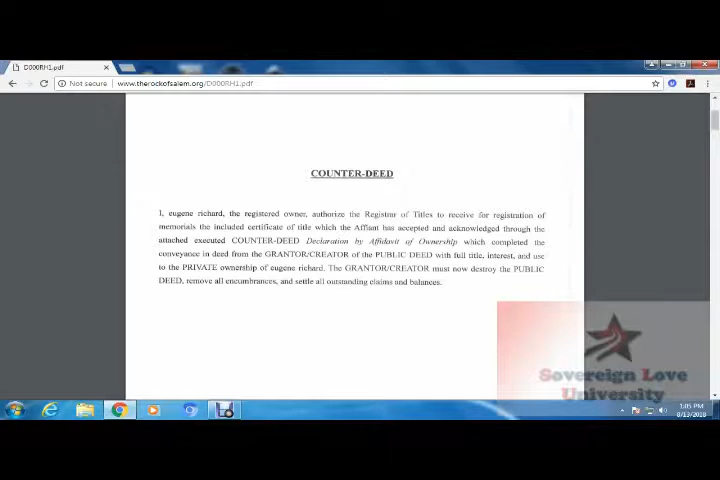 D000RH1.pdf
Not secure www.therockofsalem.org/D000RH1.pdf
COUNTER-DEED
I, eugene richard, the registered owner, authorize the Registrar of Titles to receive for registration of
memorials the included certificate of title which the Affiant has accepted and acknowledged through the
attached executed COUNTER-DEED Declaration by Affidavit of Ownership which completed the
conveyance in deed from the GRANTOR/CREATOR of the PUBLIC DEED with full title, interest, and use
to the PRIVATE ownership of eugene richard. The GRANTOR/CREATOR must now destroy the PUBLIC
DEED, remove all encumbrances, and settle all outstanding claims and balances.
Sovereign Love
University
1:05 PM
8/13/2018